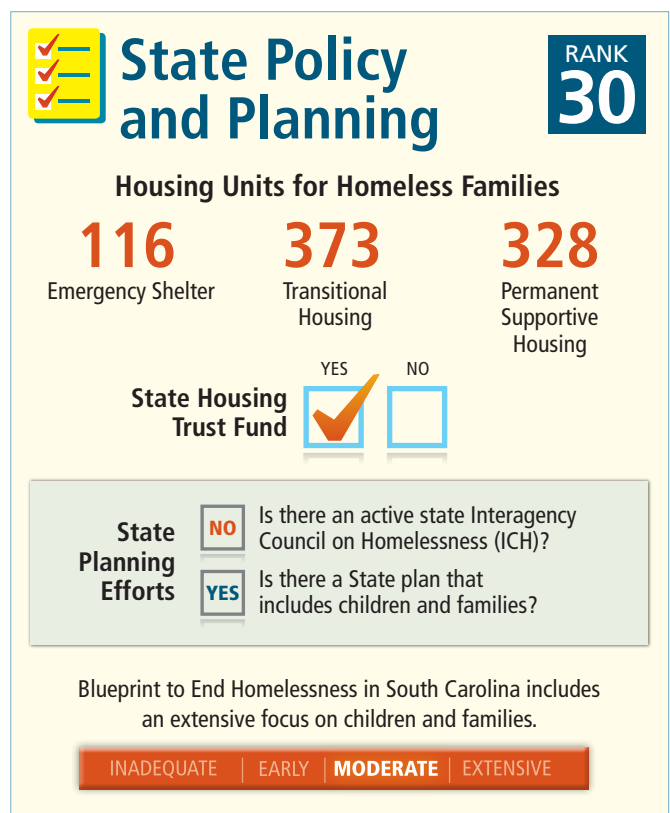 State Policy
and Planning
RANK
30
Housing Units for Homeless Families
116
Emergency Shelter
373
Transitional
Housing
328
Permanent
Supportive
Housing
State Housing
Trust Fund
YES
NO
State
Planning
Efforts
NO
Is there an active state Interagency
Council on Homelessness (ICH)?
YES
Is there a State plan that
includes children and families?
Blueprint to End Homelessness in South Carolina includes
an extensive focus on children and families.
INADEQUATE | EARLY | MODERATE | EXTENSIVE